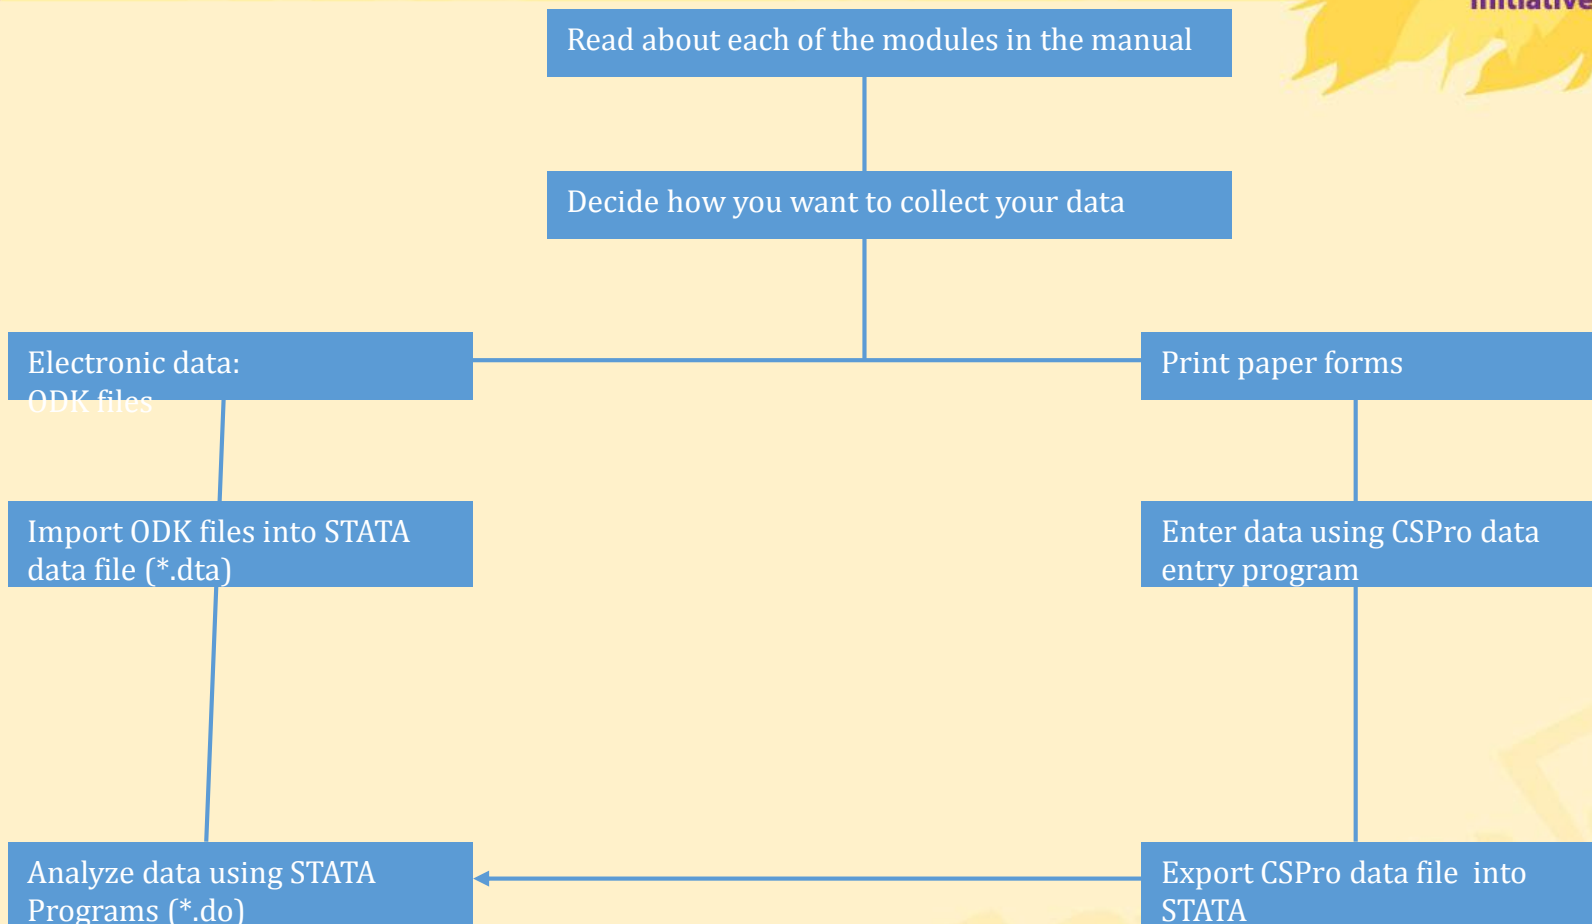 initiative
Read about each of the modules in the manual
Decide how you want to collect your data
Electronic data:
ODK files
Print paper forms
Import ODK files into STATA
data file (*.dta)
Enter data using CSPro data
entry program
Analyze data using STATA
Programs (*.do)
Export CSPro data file  into
STATA